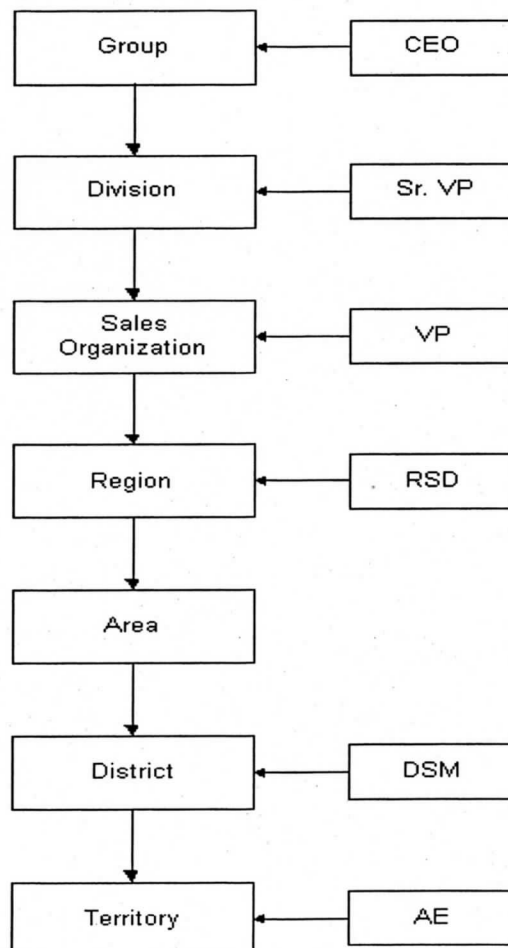 Group
CEO
Division
Sr. VP
Sales
Organization
VP
Region
RSD
Area
District
DSM
Territory
AE